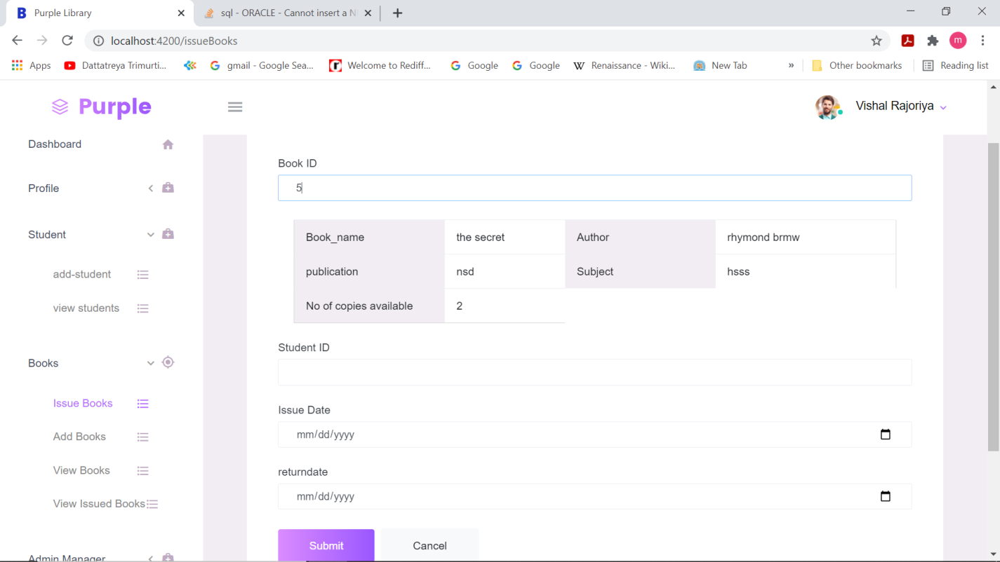 Purple Library
sql - ORACLE - Cannot insert a N
localhost:4200/issueBooks
m
Apps
Dattatreya Trimurti...
gmail - Google Sea...
Welcome to Rediff...
Google
Google
Renaissance - Wiki...
New Tab
»
Other bookmarks
Reading list
Purple
Vishal Rajoriya
Dashboard
Profile
Student
add-student
view students
Books
Issue Books
Add Books
View Books
View Issued Books
Admin Manager
Book ID
5
Book_name the secret Author rhymond brmw
publication nsd Subject hsss
No of copies available 2
Student ID
Issue Date
mm/dd/yyyy
returndate
mm/dd/yyyy
Submit Cancel